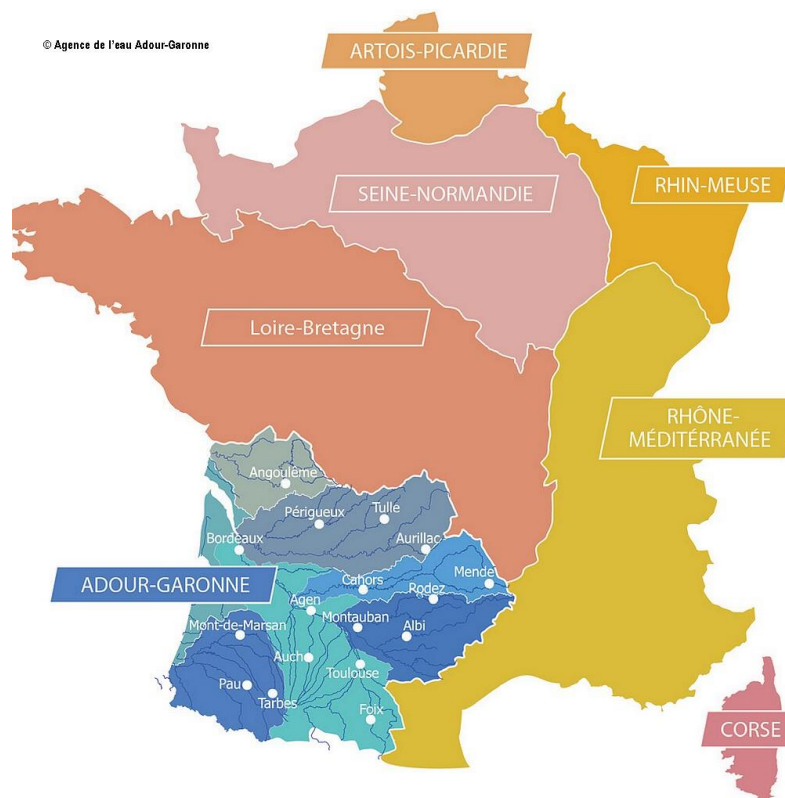 © Agence de l'eau Adour-Garonne
ARTOIS-PICARDIE
RHIN-MEUSE
SEINE-NORMANDIE
Loire-Bretagne
RHÔNE-
MÉDITÉRRANÉE
Angoulème
Périgueux
Tulle
Bordeaux
Aurillac
Mende
ADOUR-GARONNE
Cahors
Rodez
Agen
Montauban
Mont-de-Marsan
Albi
Auch
Toulouse
Pau
Tarbes
Foix
CORSE